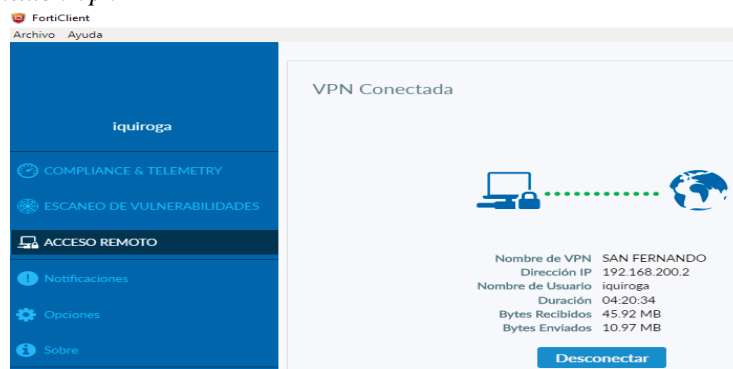 FortiClient
Archivo Ayuda
VPN Conectada
iquiroga
COMPLIANCE & TELEMETRY
ESCANEO DE VULNERABILIDADES
ACCESO REMOTO
Notificaciones
Opciones
Sobre
Nombre de VPN SAN FERNANDO
Dirección IP 192.168.200.2
Nombre de Usuario iquiroga
Duración 04:20:34
Bytes Recibidos 45.92 MB
Bytes Enviados 10.97 MB
Desconectar